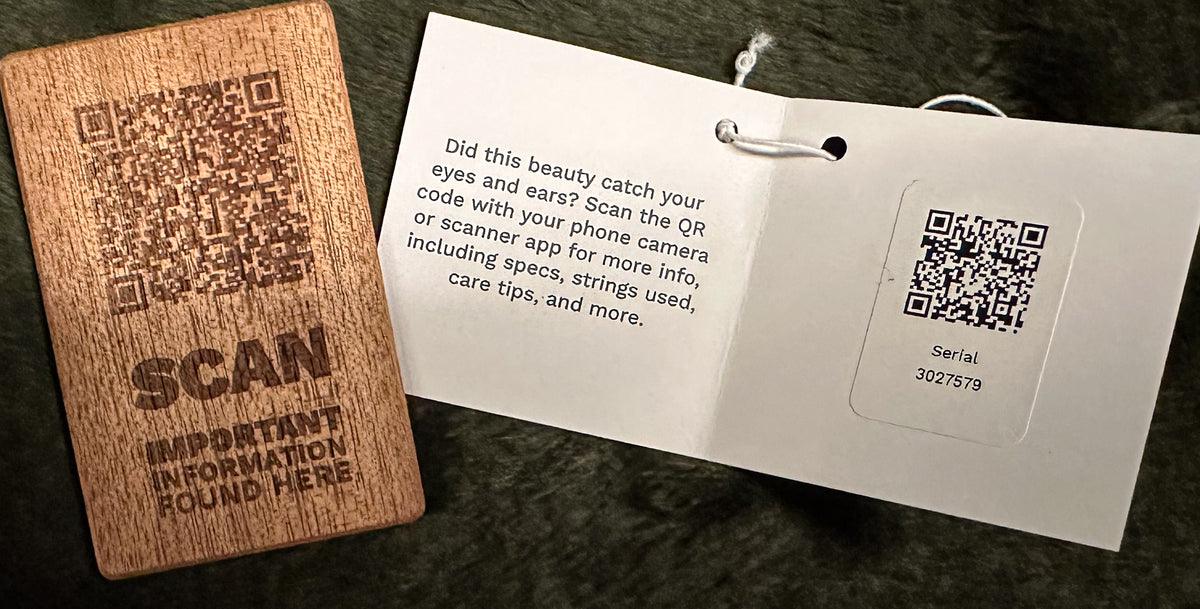 SCAN
IMPORTANT
INFORMATION
FOUND HERE
Did this beauty catch your
eyes and ears? Scan the QR
code with your phone camera
or scanner app for more info,
including specs, strings used,
care tips, and more.
Serial
3027579